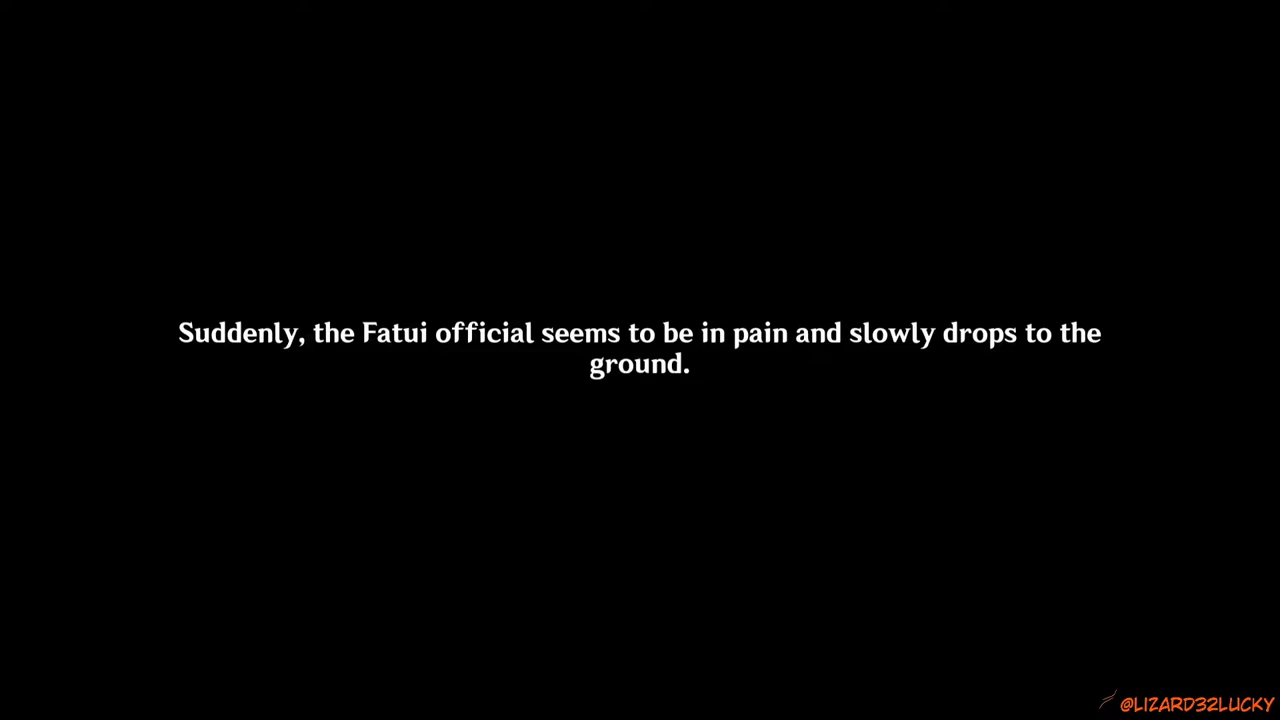 Suddenly, the Fatui official seems to be in pain and slowly drops to the
ground.
@LIZARD32LUCKY